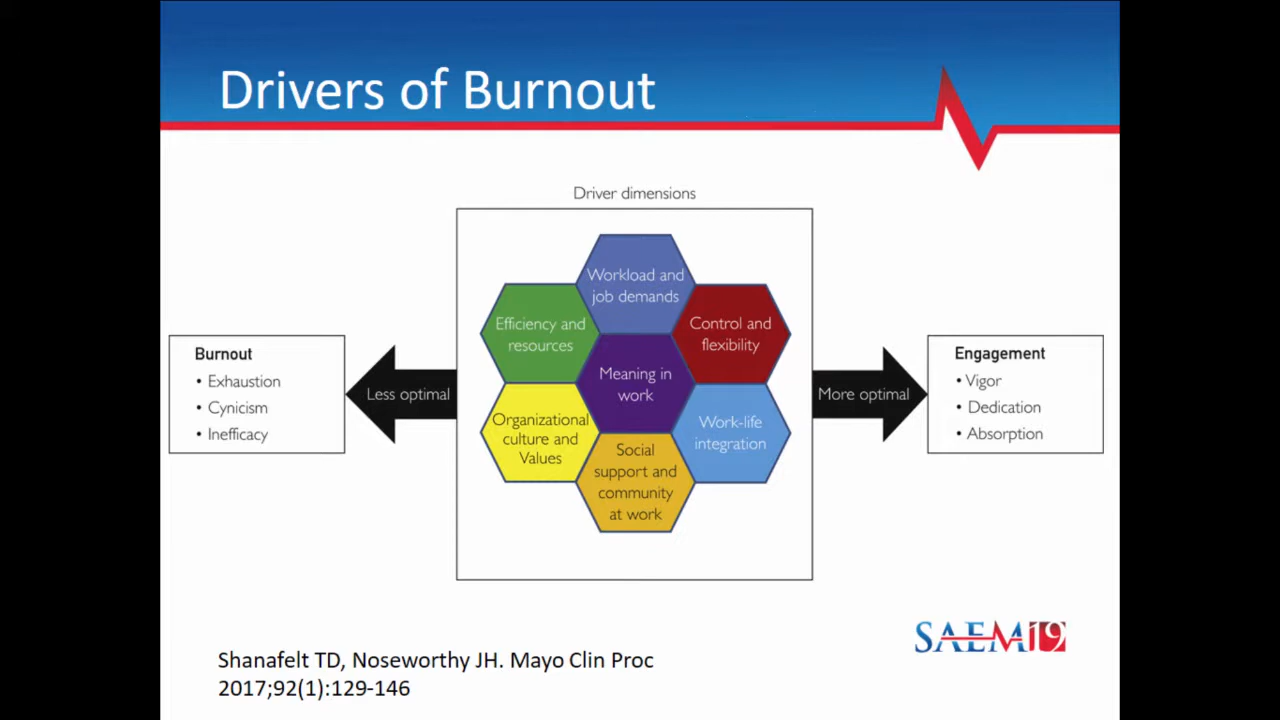 Drivers of Burnout
Driver dimensions
Workload and
job demands
Efficiency and
resources
Control and
flexibility
Meaning in
work
Organizational
culture and
Values
Work-life
integration
Social
support and
community
at work
Burnout
• Exhaustion
• Cynicism
• Inefficacy
Less optimal
More optimal
Engagement
• Vigor
• Dedication
• Absorption
SAEM19
Shanafelt TD, Noseworthy JH. Mayo Clin Proc
2017;92(1):129-146